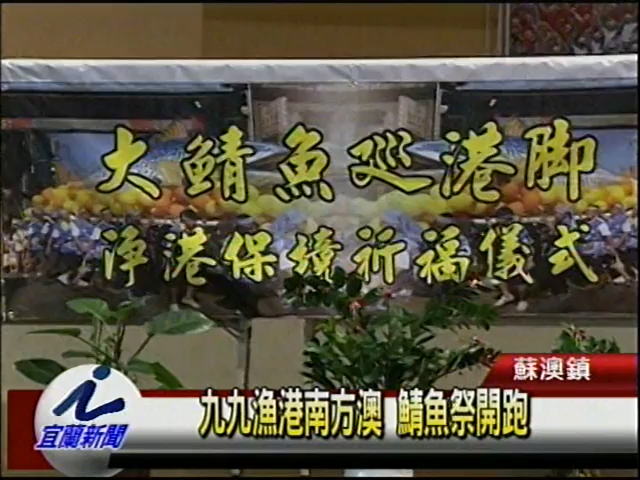 大鯖魚巡港腳
淨港保境祈福儀式
蘇澳鎮
九九漁港南方澳 鯖魚祭開跑
宜蘭新聞